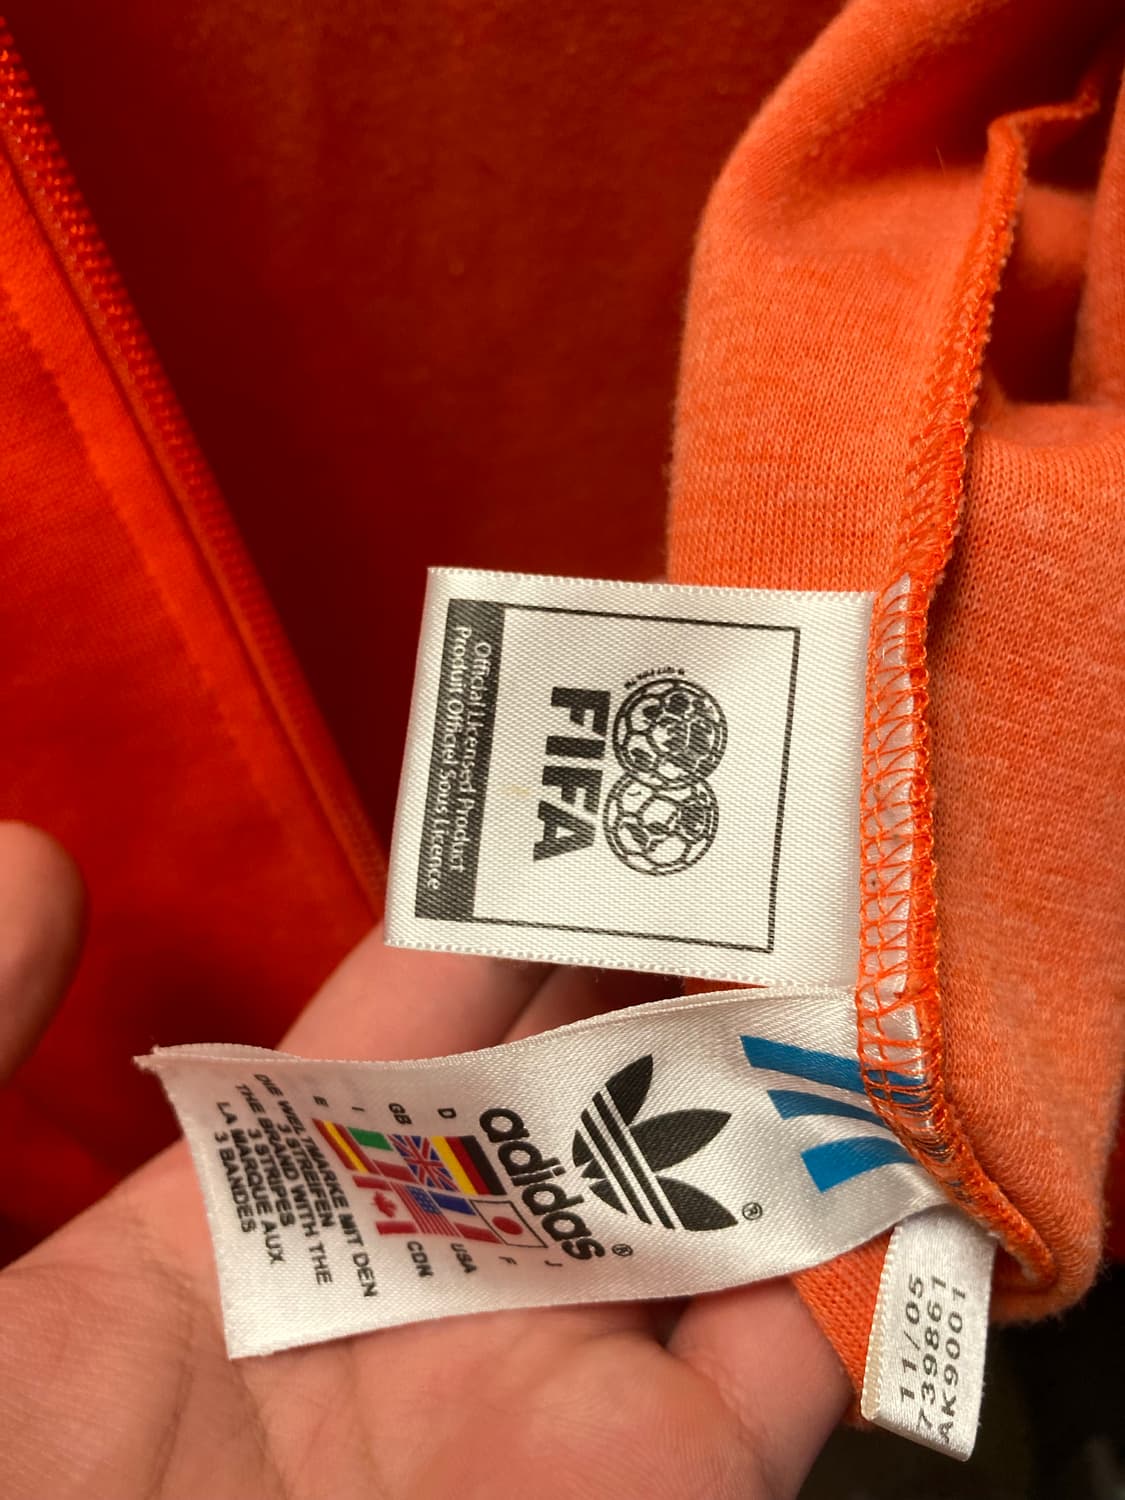 FIFA
Official Licensed Product
Produit Officiel Sous Licence
®
adidas®
D
GB
I
E
J
F
USA
CDN
DIE WELTMARKE MIT DEN
3 STREIFEN
THE BRAND WITH THE
3 STRIPES
LA MARQUE AUX
3 BANDES
11/05
739861
AK9001